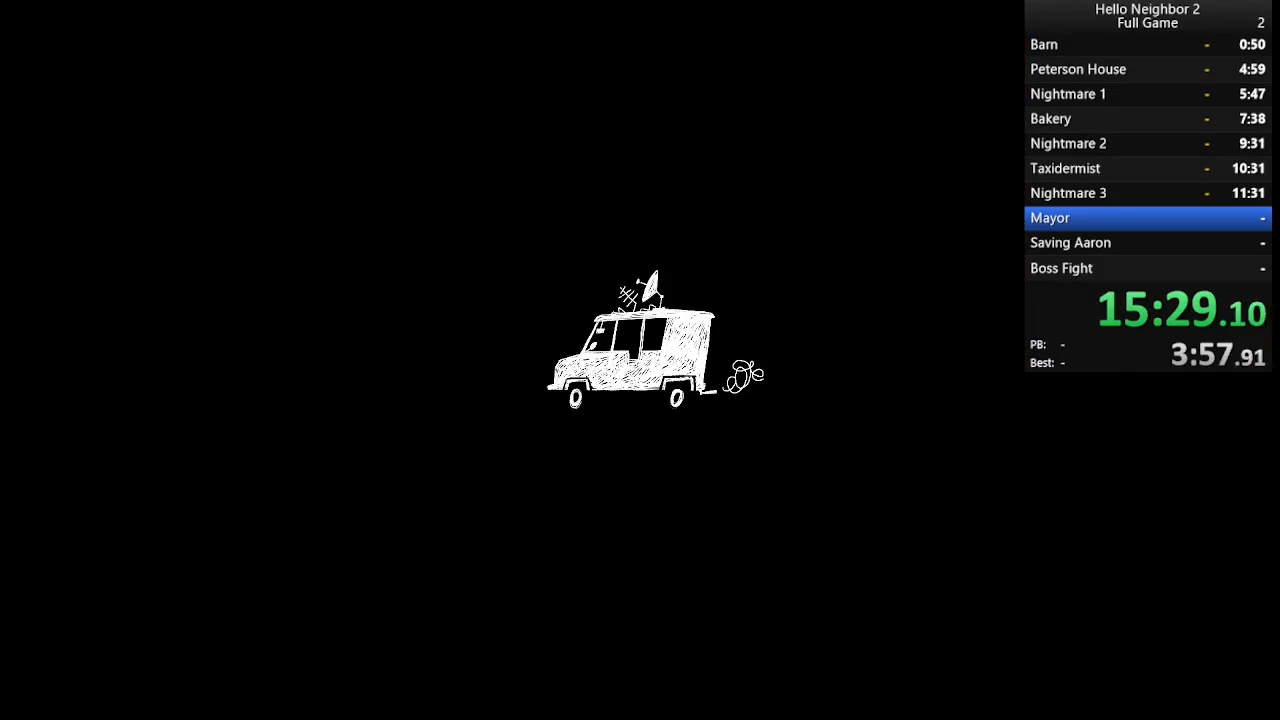 Hello Neighbor 2
Full Game 2
Barn - 0:50
Peterson House - 4:59
Nightmare 1 - 5:47
Bakery - 7:38
Nightmare 2 - 9:31
Taxidermist - 10:31
Nightmare 3 - 11:31
Mayor -
Saving Aaron -
Boss Fight -
15:29.10
PB: -
Best: - 3:57.91